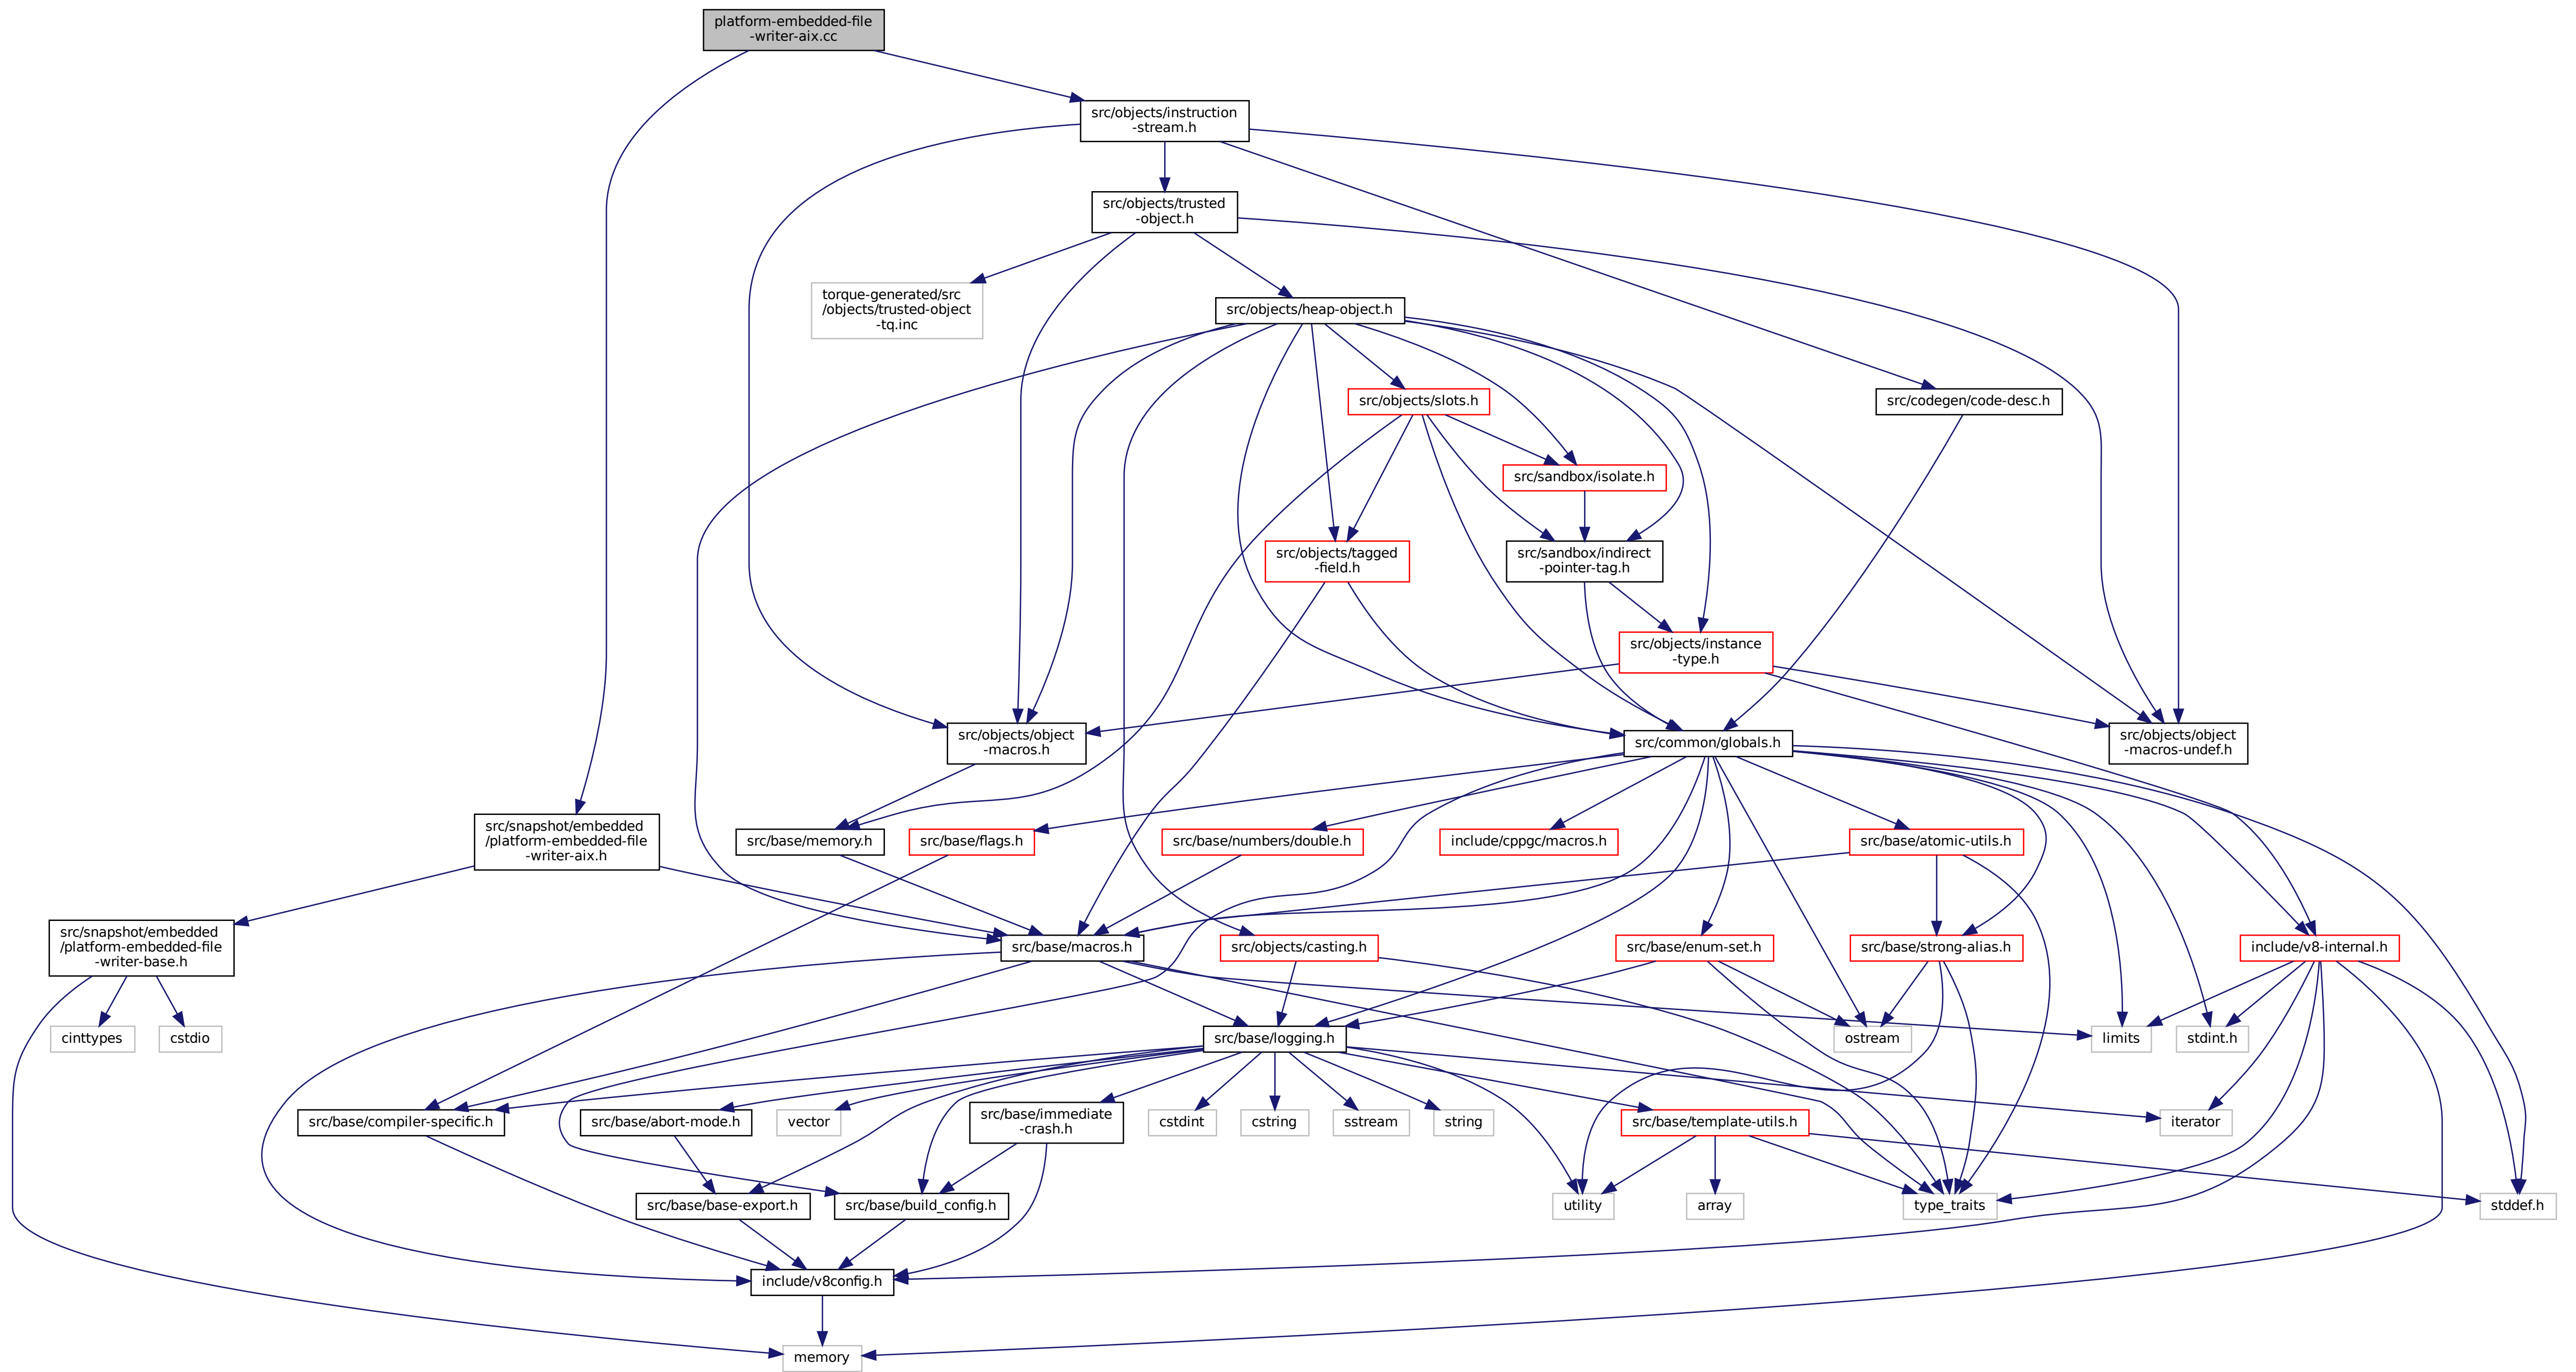 platform-embedded-file
-writer-aix.cc
src/objects/instruction
-stream.h
src/objects/trusted
-object.h
torque-generated/src
/objects/trusted-object
-tq.inc
src/objects/heap-object.h
src/objects/slots.h
src/codegen/code-desc.h
src/sandbox/isolate.h
src/objects/tagged
-field.h
src/sandbox/indirect
-pointer-tag.h
src/objects/instance
-type.h
src/objects/object
-macros.h
src/common/globals.h
src/objects/object
-macros-undef.h
src/snapshot/embedded
/platform-embedded-file
-writer-aix.h
src/base/memory.h
src/base/flags.h
src/base/numbers/double.h
include/cppgc/macros.h
src/base/atomic-utils.h
src/snapshot/embedded
/platform-embedded-file
-writer-base.h
src/base/macros.h
src/objects/casting.h
src/base/enum-set.h
src/base/strong-alias.h
include/v8-internal.h
cinttypes
cstdio
src/base/logging.h
ostream
limits
stdint.h
src/base/compiler-specific.h
src/base/abort-mode.h
vector
src/base/immediate
-crash.h
cstdint
cstring
sstream
string
src/base/template-utils.h
iterator
src/base/base-export.h
src/base/build_config.h
utility
array
type_traits
stddef.h
include/v8config.h
memory